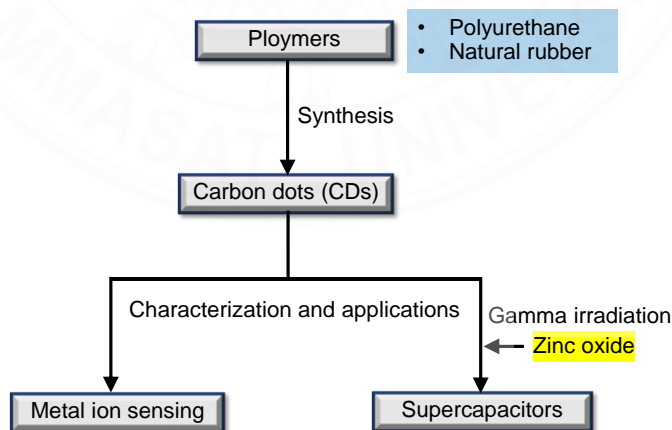 Ploymers
• Polyurethane
• Natural rubber
Synthesis
Carbon dots (CDs)
Characterization and applications
Gamma irradiation
Zinc oxide
Metal ion sensing
Supercapacitors